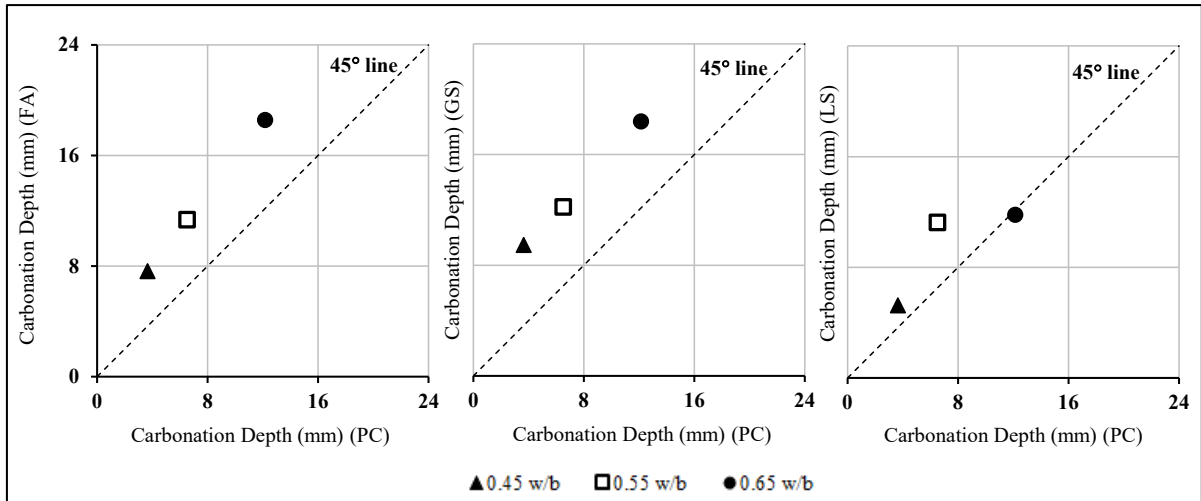 24
16
8
0
Carbonation Depth (mm) (FA)
45° line
0 8 16 24
Carbonation Depth (mm) (PC)
Carbonation Depth (mm) (GS)
45° line
0 8 16 24
Carbonation Depth (mm) (PC)
Carbonation Depth (mm) (LS)
45° line
0 8 16 24
Carbonation Depth (mm) (PC)
0.45 w/b 0.55 w/b 0.65 w/b